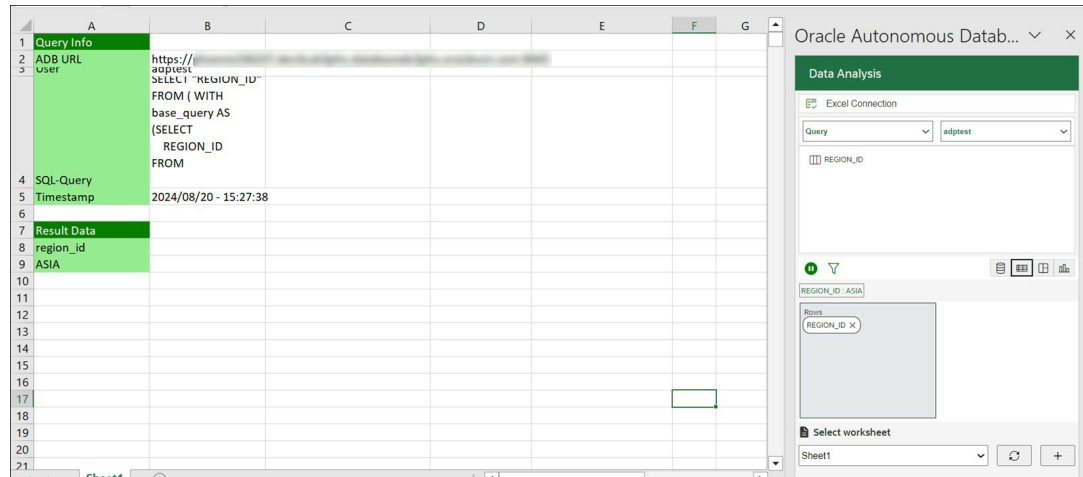 A B C D E F G
1 Query Info
2 ADB URL https://
3 User adptest
SELECT "REGION_ID"
FROM ( WITH
base_query AS
(SELECT
REGION_ID
FROM
4 SQL-Query
5 Timestamp 2024/08/20 - 15:27:38
6
7 Result Data
8 region_id
9 ASIA
10
11
12
13
14
15
16
17
18
19
20
21
Sheet1
Oracle Autonomous Datab...
Data Analysis
Excel Connection
Query adptest
REGION_ID
REGION_ID : ASIA
Rows
REGION_ID
Select worksheet
Sheet1